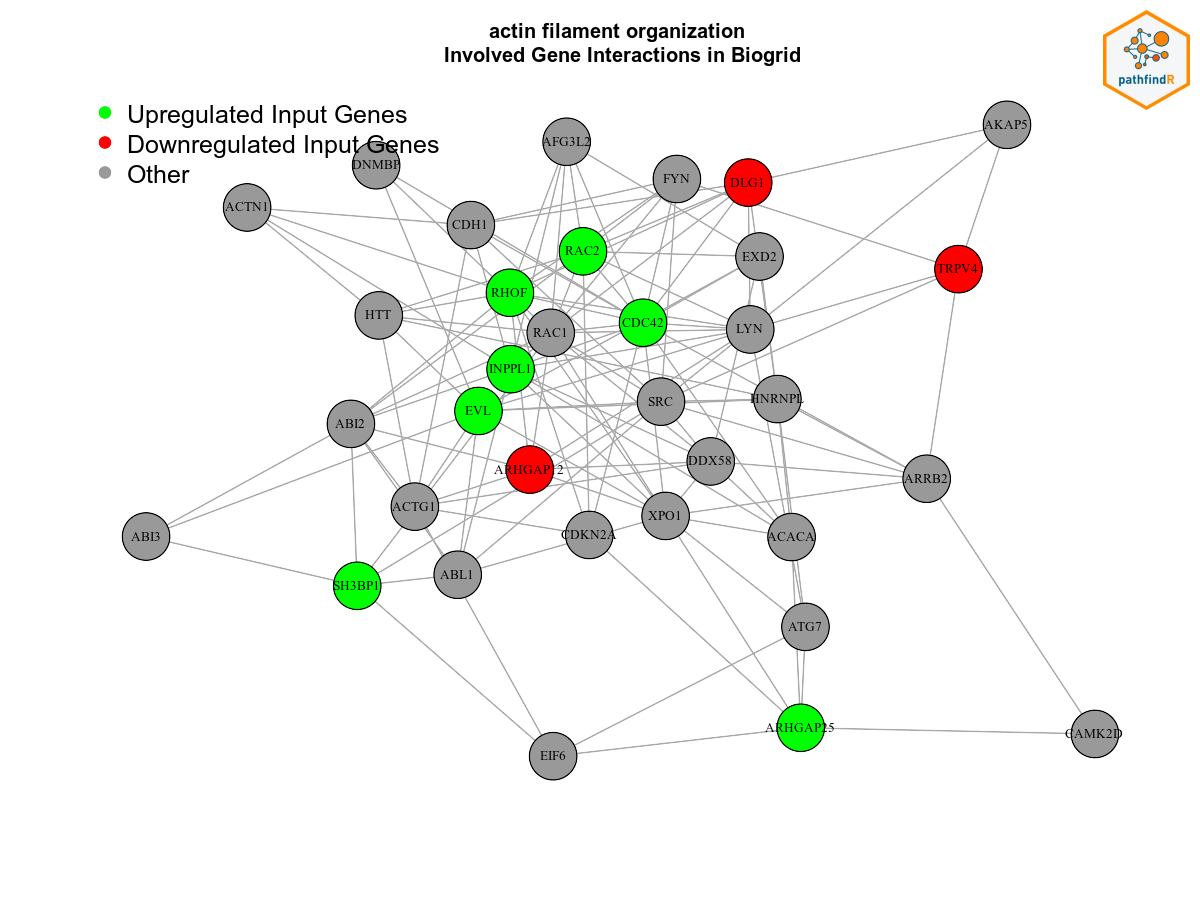 actin filament organization
Involved Gene Interactions in Biogrid
pathfindR
Upregulated Input Genes
Downregulated Input Genes
Other
AKAP5
AFG3L2
DNMBP
FYN
DLG1
ACTN1
CDH1
RAC2
EXD2
TRPV4
RHOF
HTT
CDC42
LYN
RAC1
INPPL1
HNRNPL
SRC
EVL
ABI2
DDX58
ARHGAP12
ARRB2
ACTG1
XPO1
CDKN2A
ACACA
ABI3
ABL1
SH3BP1
ATG7
ARHGAP25
CAMK2D
EIF6